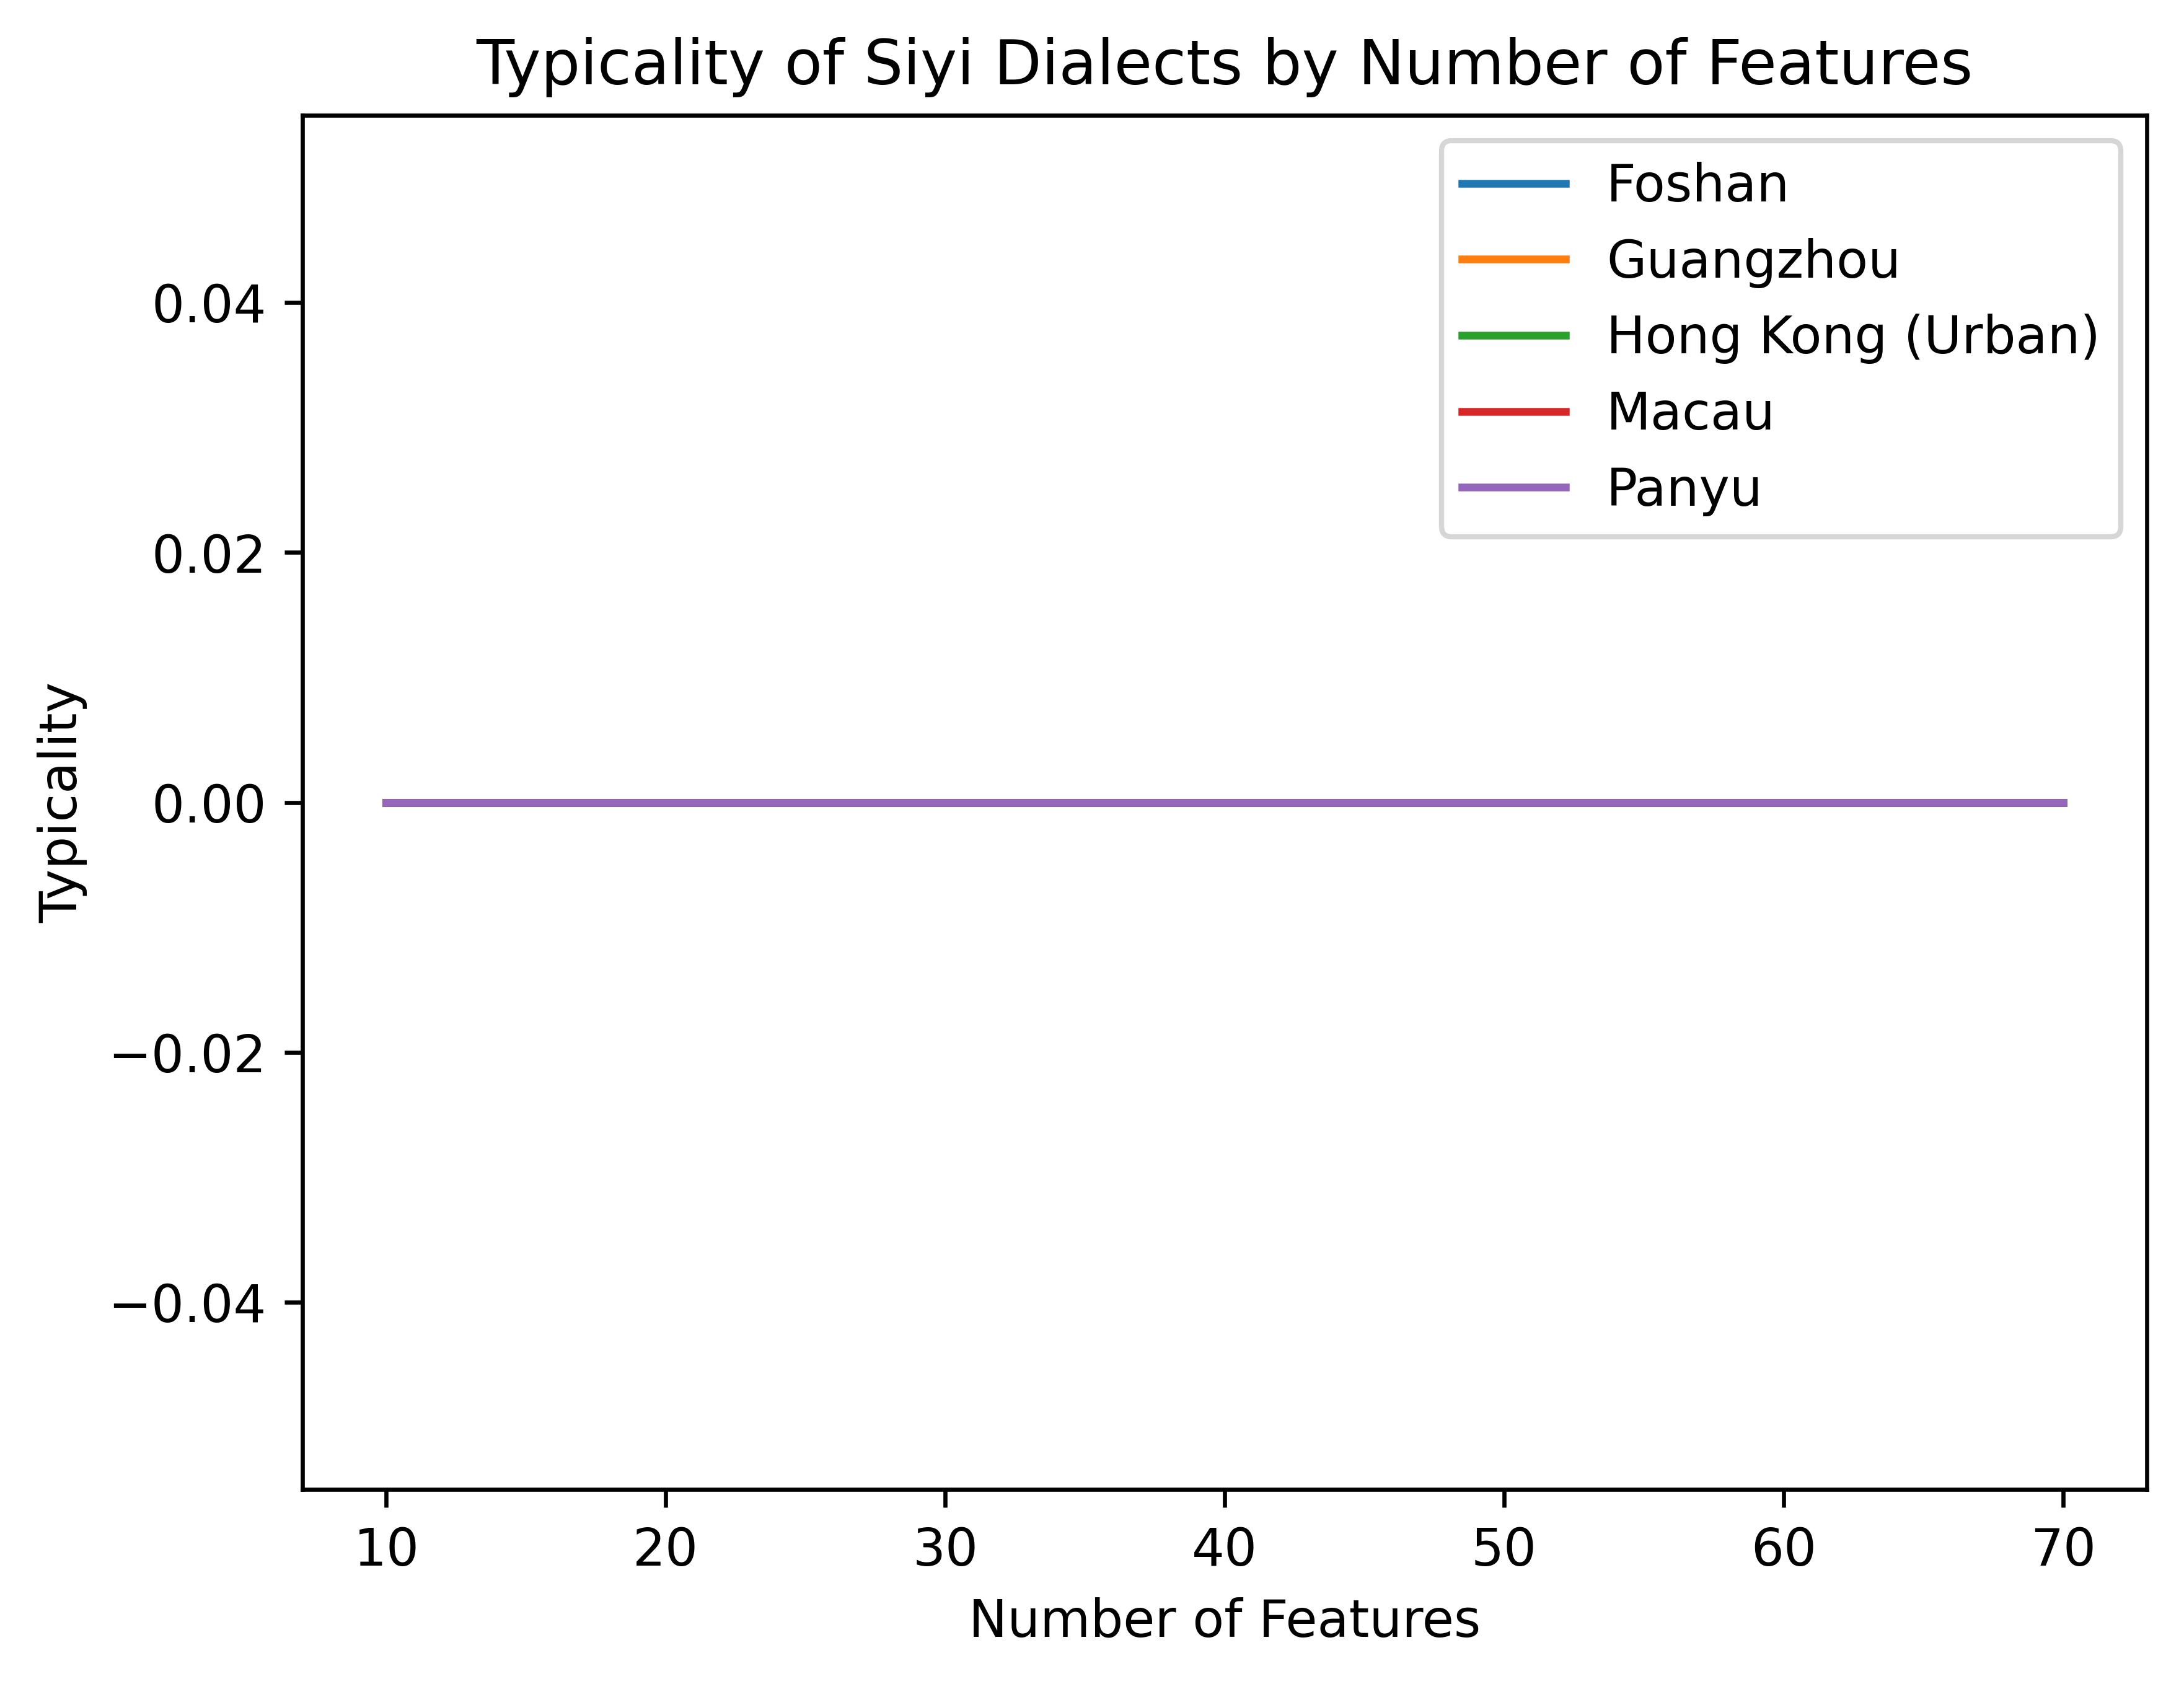 Typicality of Siyi Dialects by Number of Features
Foshan
Guangzhou
Hong Kong (Urban)
Macau
Panyu
0.04
0.02
0.00
−0.02
−0.04
Typicality
10 20 30 40 50 60 70
Number of Features